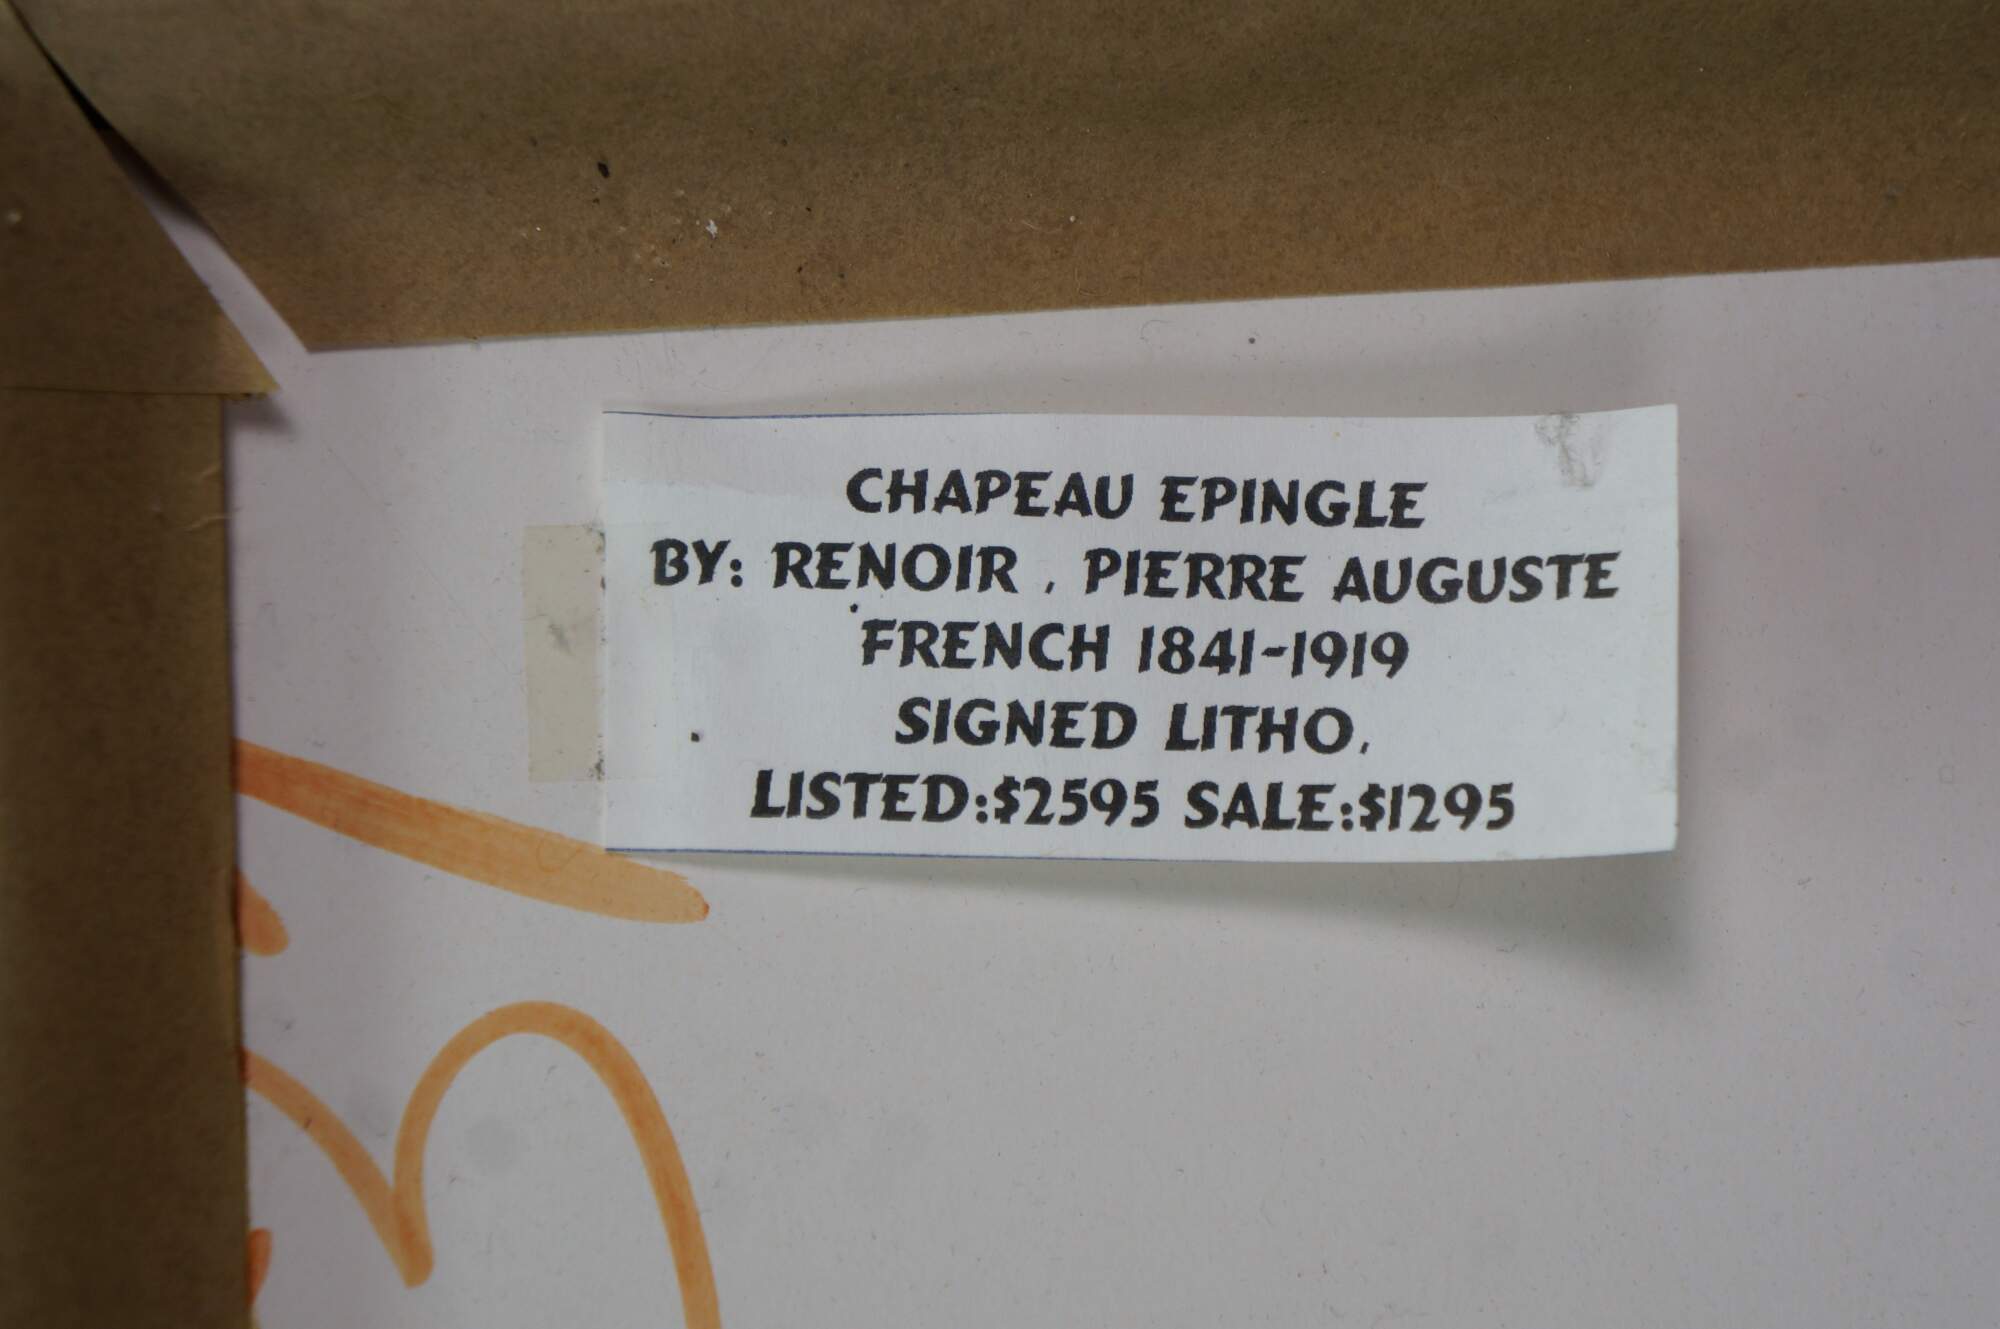 CHAPEAU EPINGLE
BY: RENOIR , PIERRE AUGUSTE
FRENCH 1841-1919
SIGNED LITHO,
LISTED:$2595 SALE:$1295